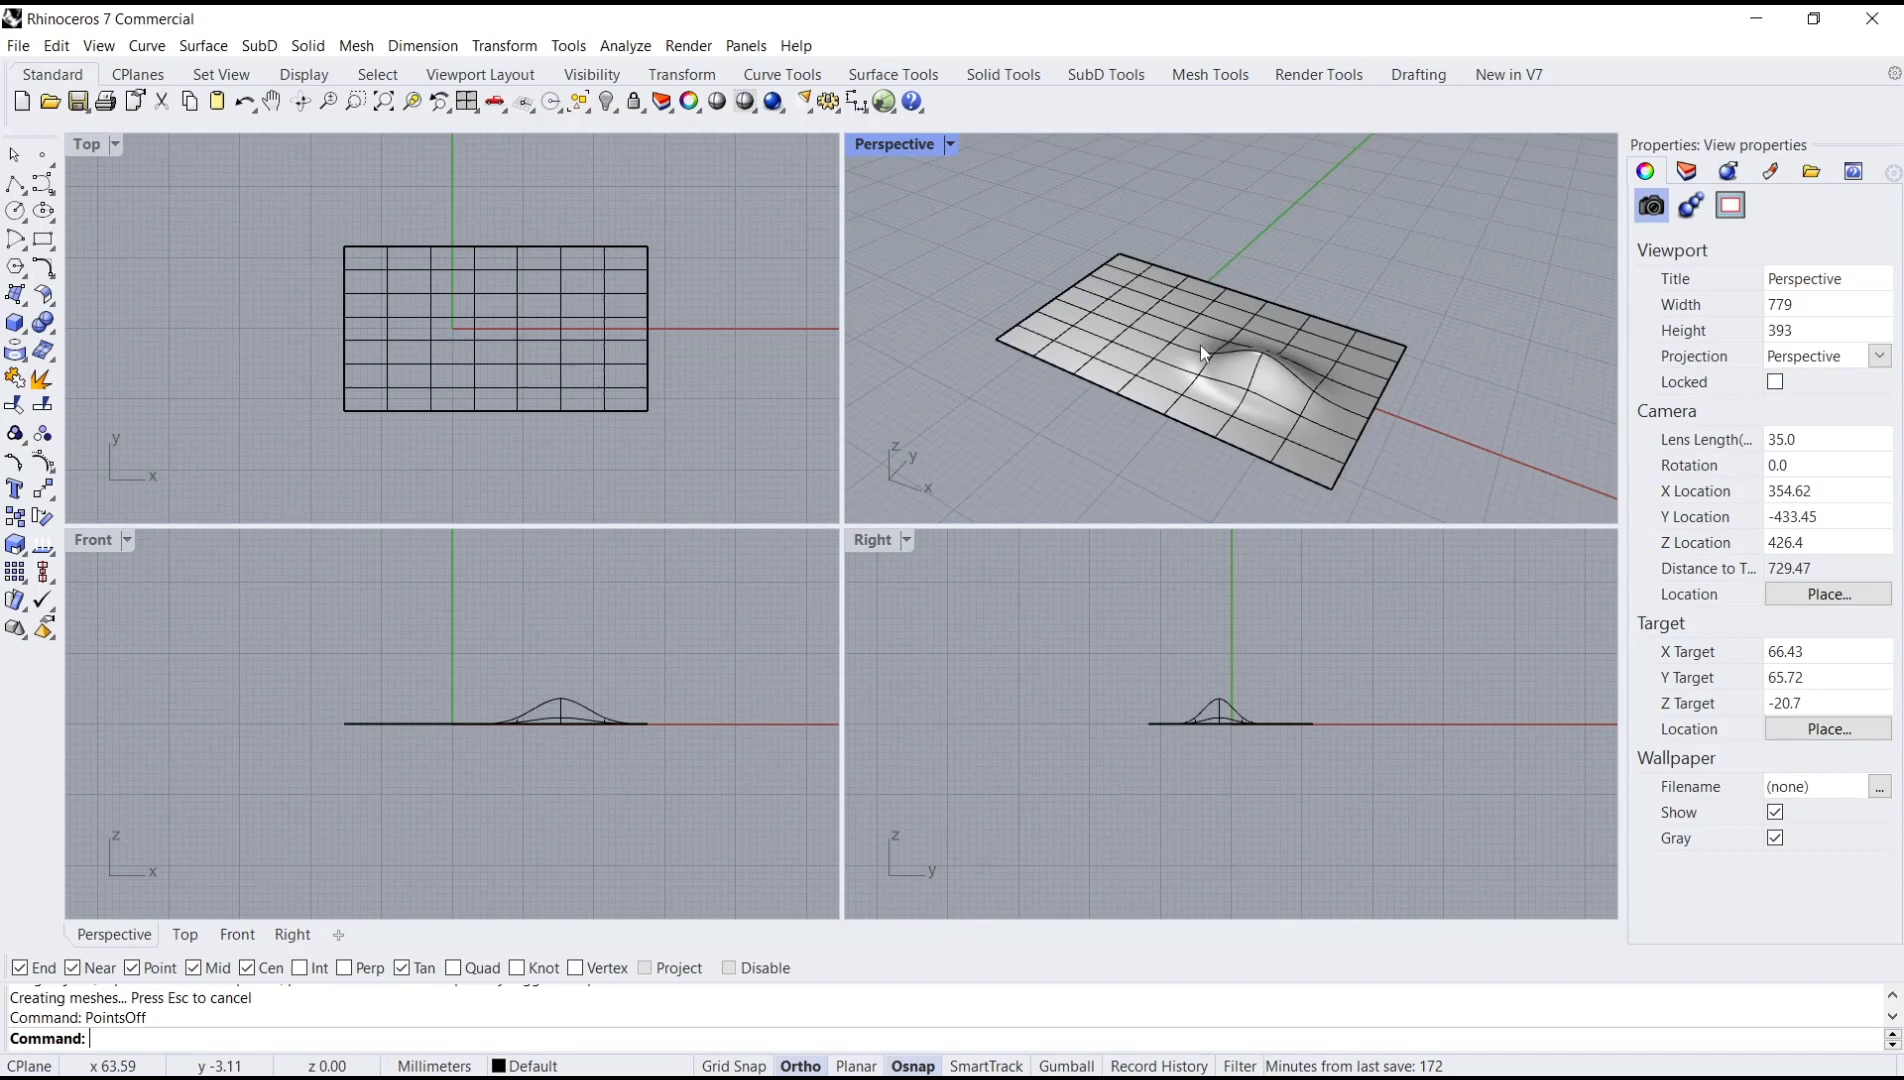 Rhinoceros 7 Commercial
File Edit View Curve Surface SubD Solid Mesh Dimension Transform Tools Analyze Render Panels Help
Standard CPlanes Set View Display Select Viewport Layout Visibility Transform Curve Tools Surface Tools Solid Tools SubD Tools Mesh Tools Render Tools Drafting New in V7
Top
y
x
Perspective
z
y
x
Front
z
x
Right
z
y
Properties: View properties
Viewport
Title Perspective
Width 779
Height 393
Projection Perspective
Locked
Camera
Lens Length(... 35.0
Rotation 0.0
X Location 354.62
Y Location -433.45
Z Location 426.4
Distance to T... 729.47
Location Place...
Target
X Target 66.43
Y Target 65.72
Z Target -20.7
Location Place...
Wallpaper
Filename (none) ...
Show
Gray
Perspective Top Front Right
End Near Point Mid Cen Int Perp Tan Quad Knot Vertex Project Disable
Creating meshes... Press Esc to cancel
Command: PointsOff
Command:
CPlane x 63.59 y -3.11 z 0.00 Millimeters Default Grid Snap Ortho Planar Osnap SmartTrack Gumball Record History Filter Minutes from last save: 172